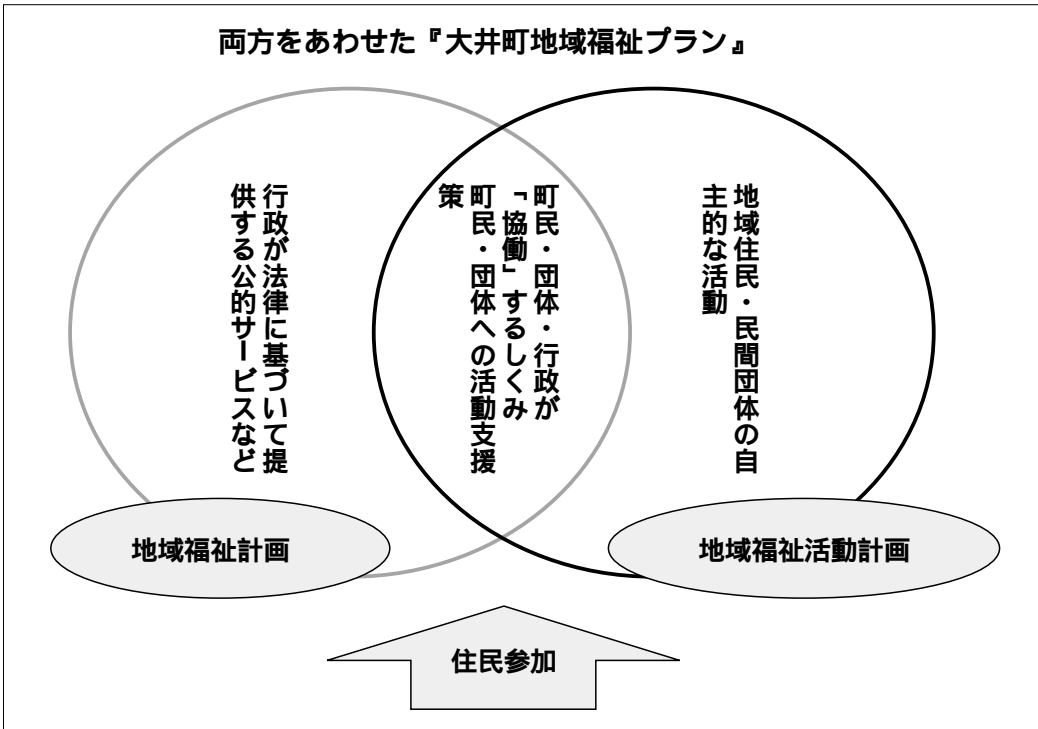 両方をあわせた『大井町地域福祉プラン』
行政が法律に基づいて提
供する公的サービスなど
町民・団体・行政が
「協働」するしくみ
町民・団体への活動支援
策
地域住民・民間団体の自
主的な活動
地域福祉計画
地域福祉活動計画
住民参加